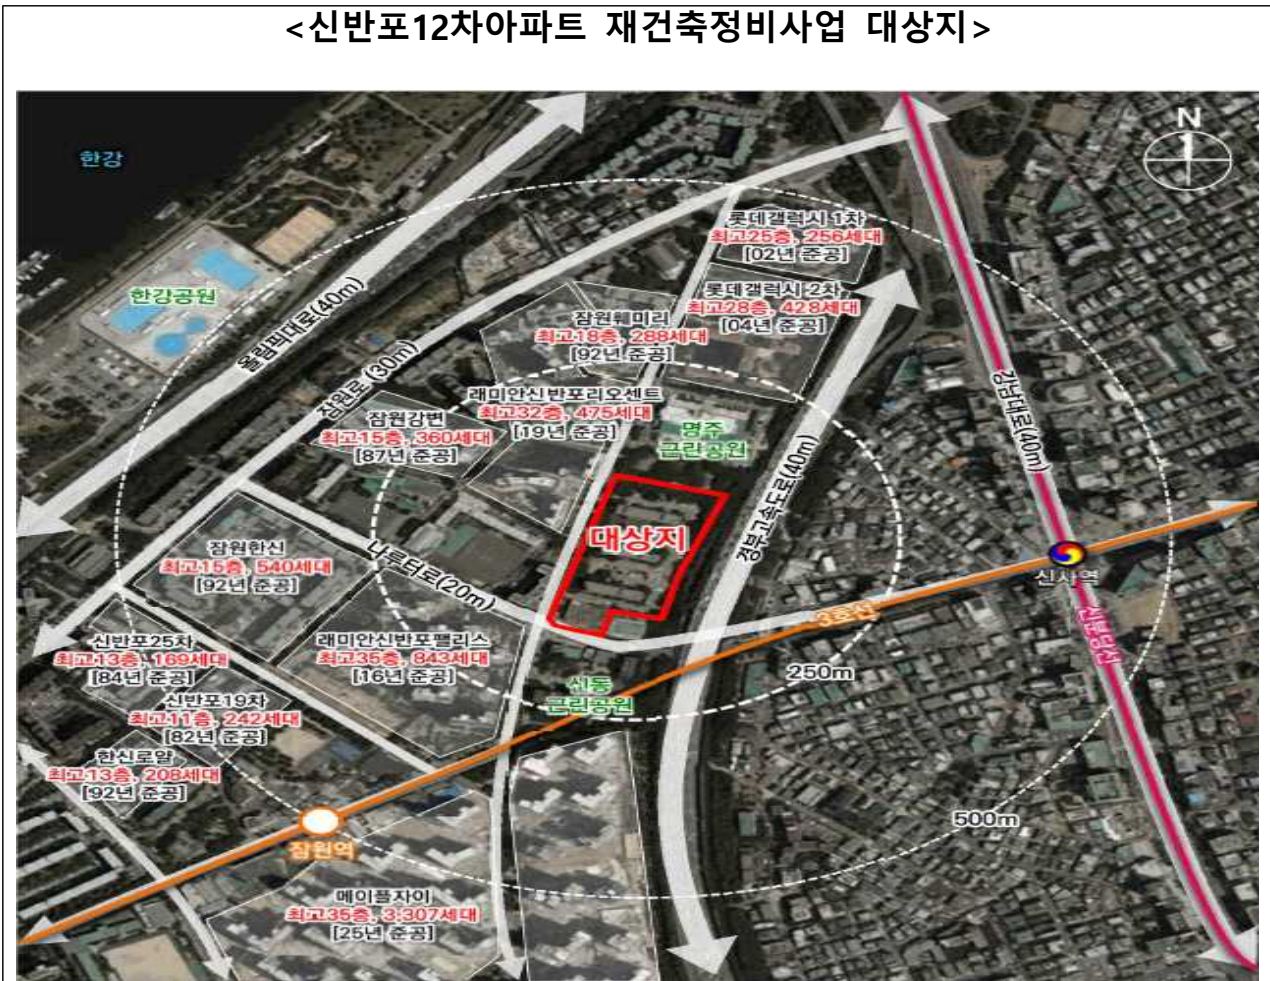 <신반포12차아파트 재건축정비사업 대상지>
N
한강
롯데갤럭시 1차
최고25층, 256세대
[02년 준공]
한강공원
올림픽대로(40m)
롯데갤럭시 2차
최고28층, 428세대
[04년 준공]
잠원훼미리
최고18층, 288세대
[92년 준공]
잠원로 (30m)
강남대로(40m)
래미안신반포리오센트
최고32층, 475세대
[19년 준공]
잠원강변
최고15층, 360세대
[87년 준공]
명주
근린공원
경부고속도로(40m)
대상지
잠원한신
최고15층, 540세대
[92년 준공]
나루터로(20m)
신사역
3호선
신분당선
신반포25차
최고13층, 169세대
[84년 준공]
래미안신반포팰리스
최고35층, 843세대
[16년 준공]
250m
신동
근린공원
신반포19차
최고11층, 242세대
[82년 준공]
한신로얄
최고13층, 208세대
[92년 준공]
500m
잠원역
메이플자이
최고35층, 3,307세대
[25년 준공]